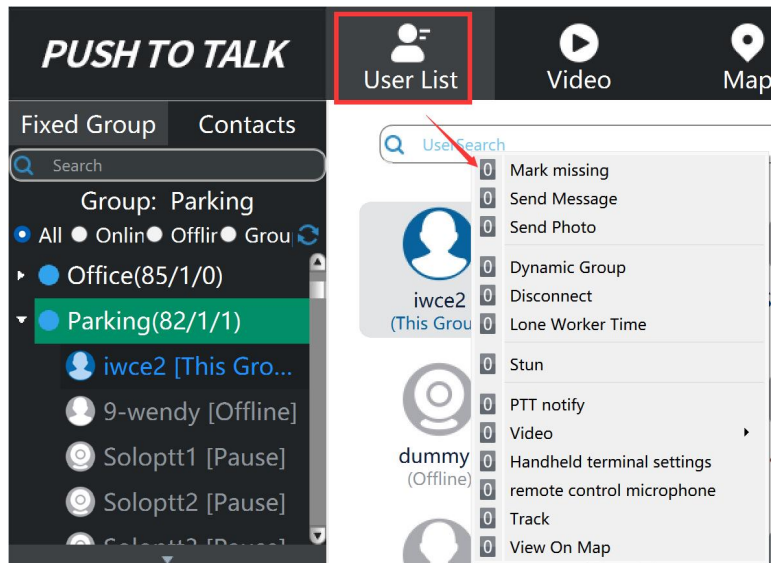 PUSH TO TALK
User List
Video
Map
Fixed Group
Contacts
Search
Group: Parking
All
Onlin
Offlir
Grou
Office(85/1/0)
Parking(82/1/1)
iwce2 [This Gro...
9-wendy [Offline]
Soloptt1 [Pause]
Soloptt2 [Pause]
UserSearch
iwce2
(This Grou
dummy
(Offline)
0 Mark missing
0 Send Message
0 Send Photo
0 Dynamic Group
0 Disconnect
0 Lone Worker Time
0 Stun
0 PTT notify
0 Video
0 Handheld terminal settings
0 remote control microphone
0 Track
0 View On Map